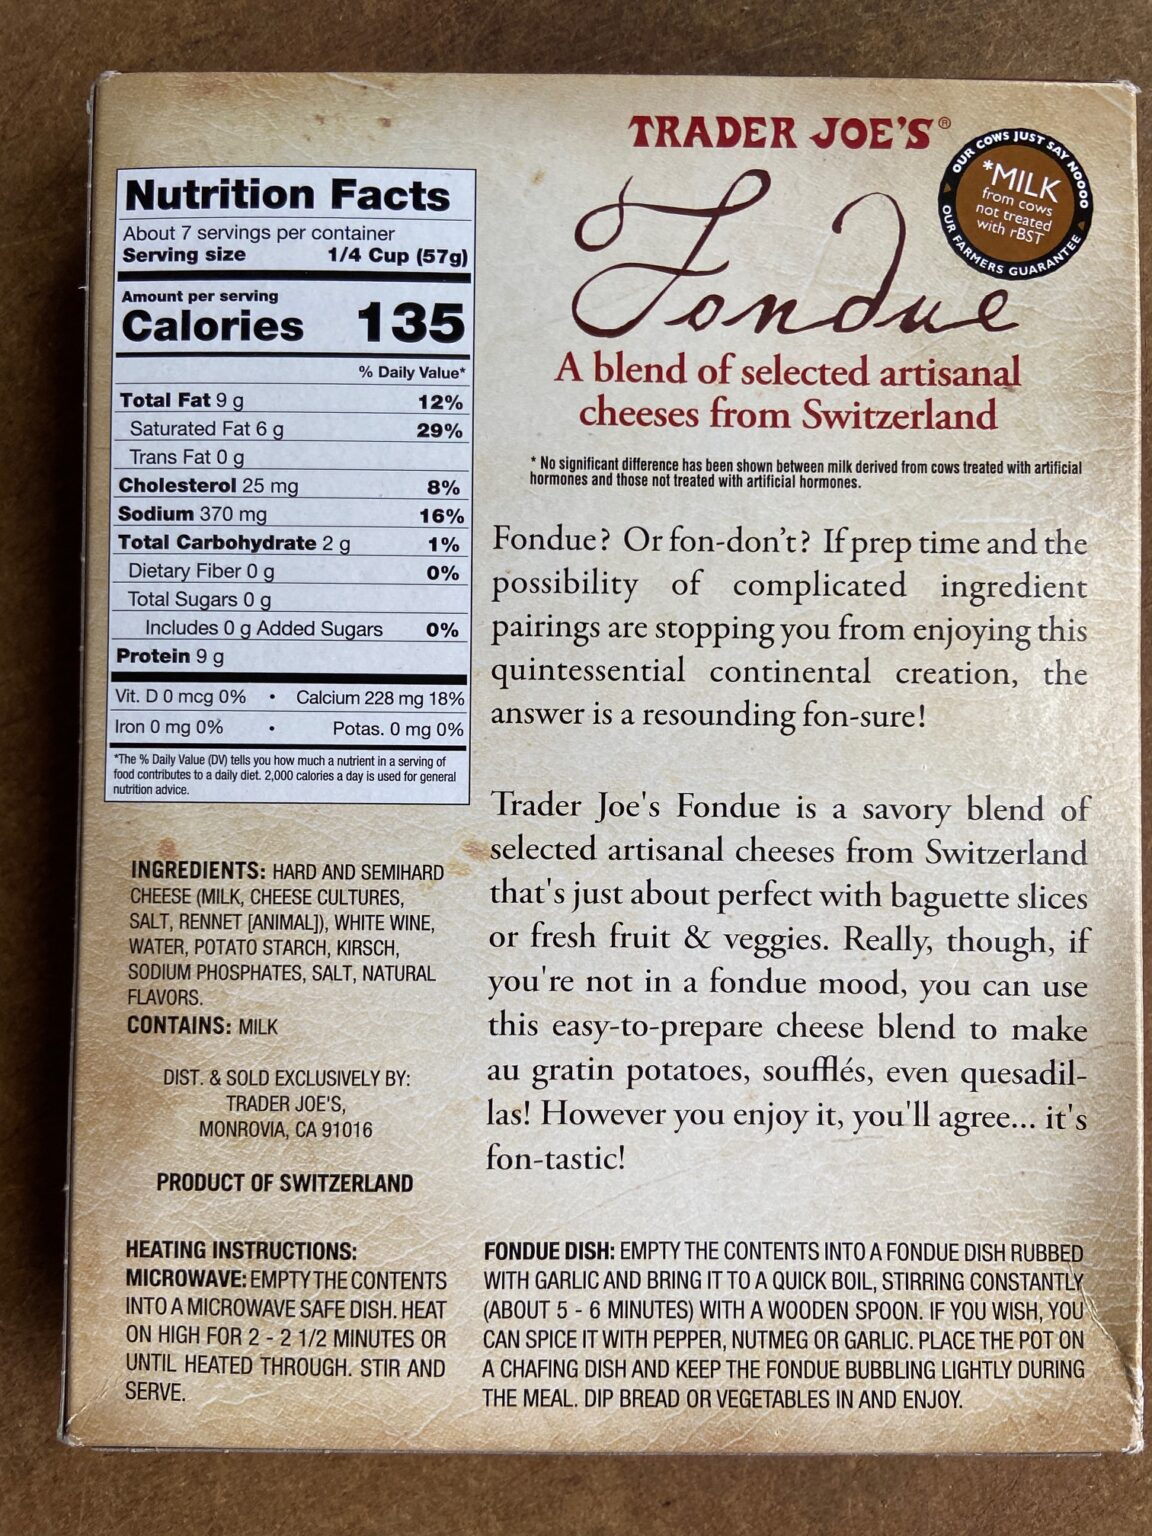 TRADER JOE'S®
Fondue
A blend of selected artisanal
cheeses from Switzerland
OUR COWS JUST SAY NOOOO
*MILK
from cows
not treated
with rBST
OUR FARMERS GUARANTEE
* No significant difference has been shown between milk derived from cows treated with artificial
hormones and those not treated with artificial hormones.
Nutrition Facts
About 7 servings per container
Serving size 1/4 Cup (57g)
Amount per serving
Calories 135
% Daily Value*
Total Fat 9 g 12%
Saturated Fat 6 g 29%
Trans Fat 0 g
Cholesterol 25 mg 8%
Sodium 370 mg 16%
Total Carbohydrate 2 g 1%
Dietary Fiber 0 g 0%
Total Sugars 0 g
Includes 0 g Added Sugars 0%
Protein 9 g
Vit. D 0 mcg 0% • Calcium 228 mg 18%
Iron 0 mg 0% • Potas. 0 mg 0%
*The % Daily Value (DV) tells you how much a nutrient in a serving of
food contributes to a daily diet. 2,000 calories a day is used for general
nutrition advice.
Fondue? Or fon-don't? If prep time and the
possibility of complicated ingredient
pairings are stopping you from enjoying this
quintessential continental creation, the
answer is a resounding fon-sure!
Trader Joe's Fondue is a savory blend of
selected artisanal cheeses from Switzerland
that's just about perfect with baguette slices
or fresh fruit & veggies. Really, though, if
you're not in a fondue mood, you can use
this easy-to-prepare cheese blend to make
au gratin potatoes, soufflés, even quesadil-
las! However you enjoy it, you'll agree... it's
fon-tastic!
INGREDIENTS: HARD AND SEMIHARD
CHEESE (MILK, CHEESE CULTURES,
SALT, RENNET [ANIMAL]), WHITE WINE,
WATER, POTATO STARCH, KIRSCH,
SODIUM PHOSPHATES, SALT, NATURAL
FLAVORS.
CONTAINS: MILK
DIST. & SOLD EXCLUSIVELY BY:
TRADER JOE'S,
MONROVIA, CA 91016
PRODUCT OF SWITZERLAND
HEATING INSTRUCTIONS:
MICROWAVE: EMPTY THE CONTENTS
INTO A MICROWAVE SAFE DISH. HEAT
ON HIGH FOR 2 - 2 1/2 MINUTES OR
UNTIL HEATED THROUGH. STIR AND
SERVE.
FONDUE DISH: EMPTY THE CONTENTS INTO A FONDUE DISH RUBBED
WITH GARLIC AND BRING IT TO A QUICK BOIL, STIRRING CONSTANTLY
(ABOUT 5 - 6 MINUTES) WITH A WOODEN SPOON. IF YOU WISH, YOU
CAN SPICE IT WITH PEPPER, NUTMEG OR GARLIC. PLACE THE POT ON
A CHAFING DISH AND KEEP THE FONDUE BUBBLING LIGHTLY DURING
THE MEAL. DIP BREAD OR VEGETABLES IN AND ENJOY.